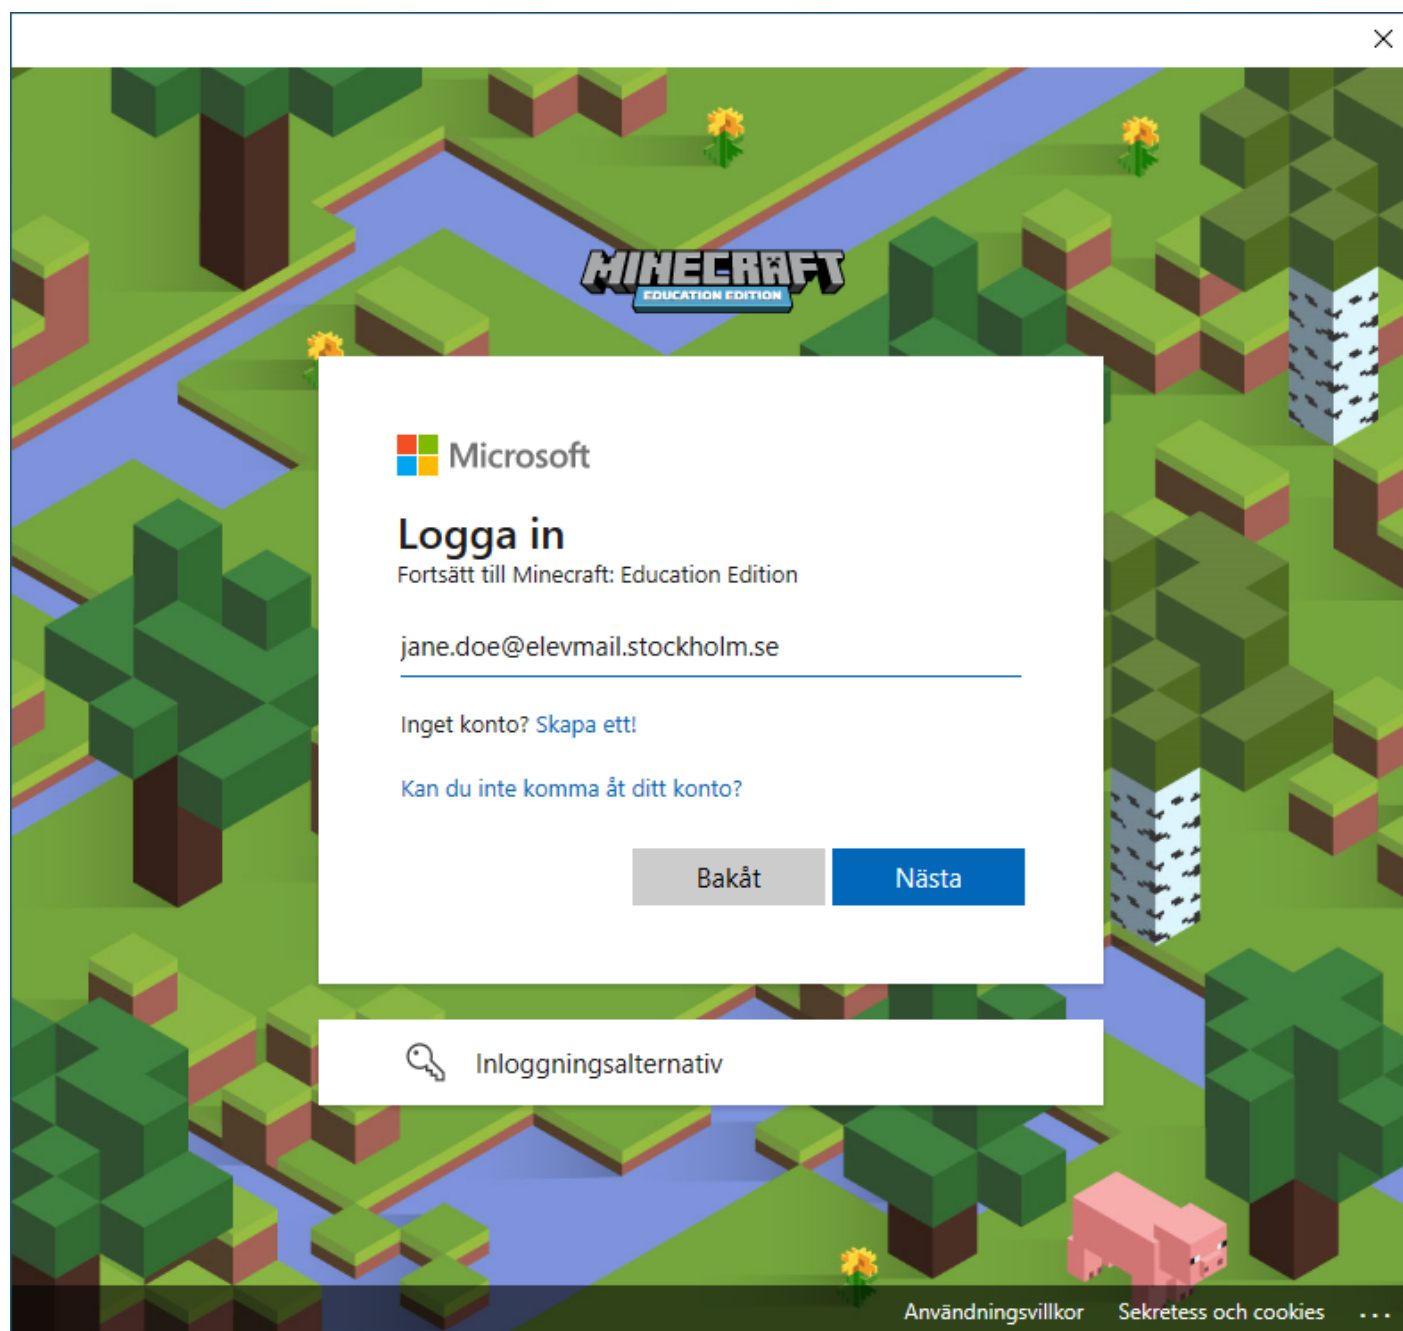 MINECRAFT
EDUCATION EDITION
Microsoft
Logga in
Fortsätt till Minecraft: Education Edition
jane.doe@elevmail.stockholm.se
Inget konto? Skapa ett!
Kan du inte komma åt ditt konto?
Bakåt Nästa
Inloggningsalternativ
Användningsvillkor Sekretess och cookies ...